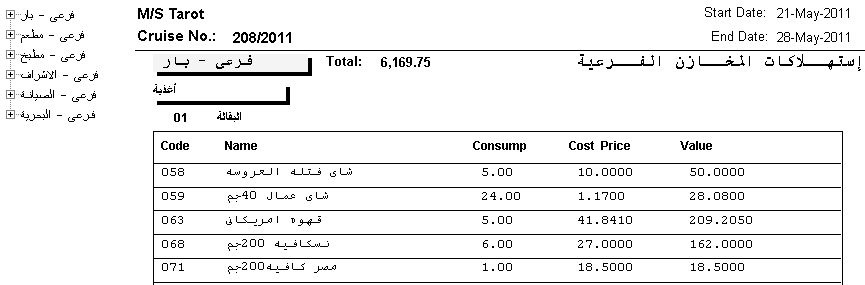 فرعى - بار
فرعى - مطعم
فرعى - مطبخ
فرعى - الاشراف
فرعى - الصيانة
فرعى - البحرية
M/S Tarot Start Date: 21-May-2011
Cruise No.: 208/2011 End Date: 28-May-2011
فرعى - بار Total: 6,169.75 إستهـلاكات المخـازن الفـرعية
أغذية
01 البقالة
Code Name Consump Cost Price Value
058 شاى فتله العروسه 5.00 10.0000 50.0000
059 شاى عمال 40جم 24.00 1.1700 28.0800
063 قهوه امريكانى 5.00 41.8410 209.2050
068 نسكافيه 200جم 6.00 27.0000 162.0000
071 مصر كافيه200جم 1.00 18.5000 18.5000